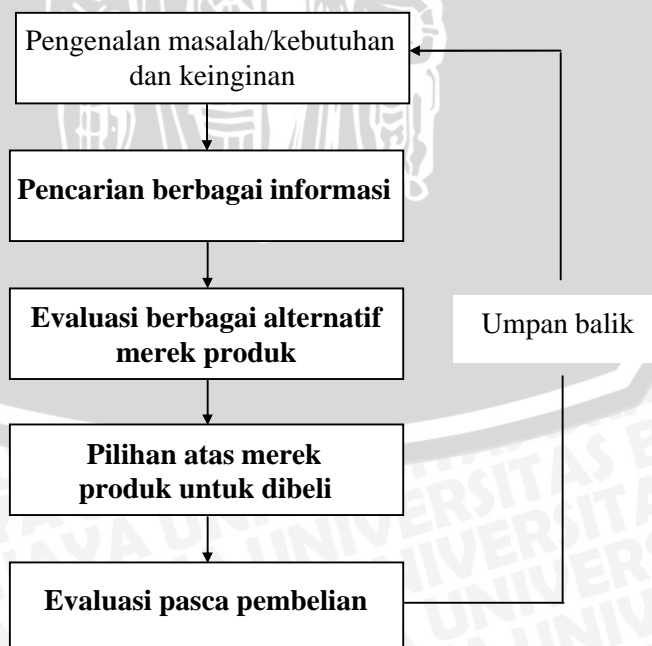 Pengenalan masalah/kebutuhan
dan keinginan
Pencarian berbagai informasi
Evaluasi berbagai alternatif
merek produk
Umpan balik
Pilihan atas merek
produk untuk dibeli
Evaluasi pasca pembelian